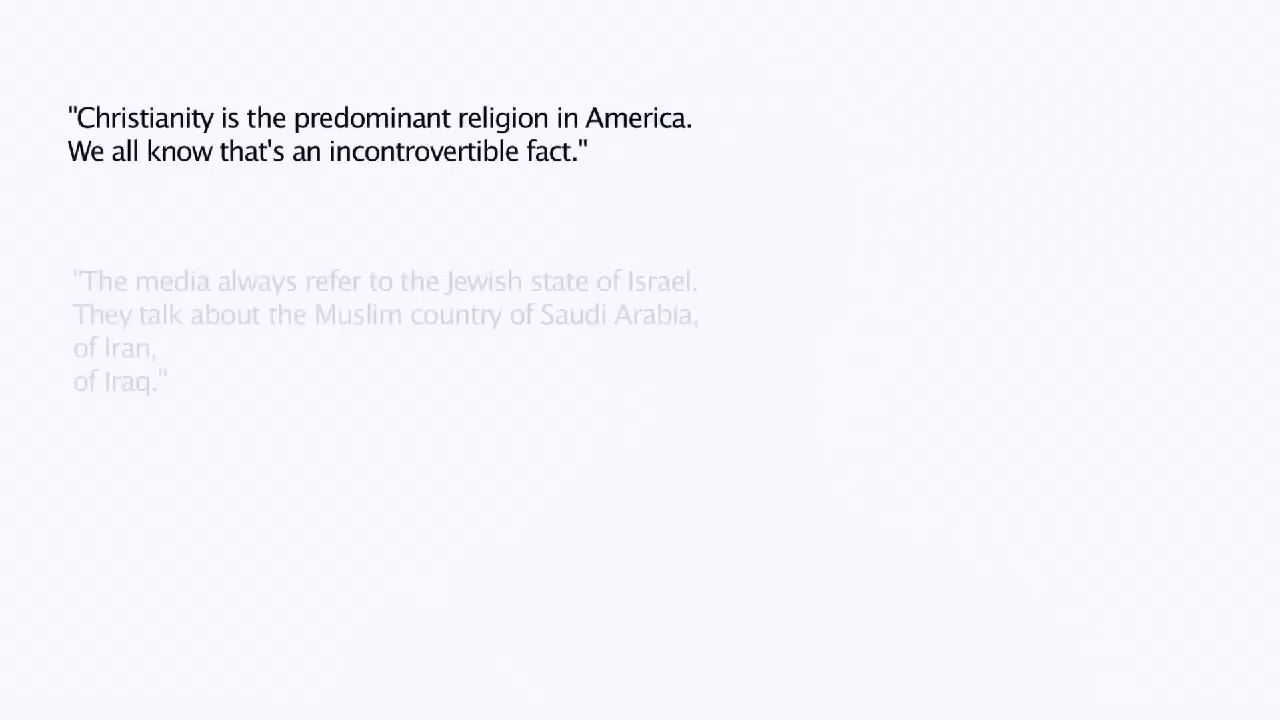 "Christianity is the predominant religion in America.
We all know that's an incontrovertible fact."
"The media always refer to the Jewish state of Israel.
They talk about the Muslim country of Saudi Arabia,
of Iran,
of Iraq."